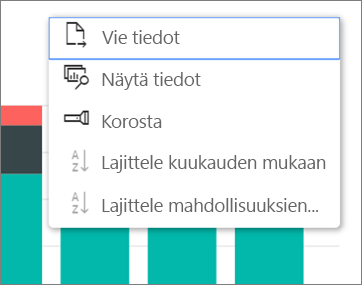 Vie tiedot
Näytä tiedot
Korosta
Lajittele kuukauden mukaan
Lajittele mahdollisuuksien...